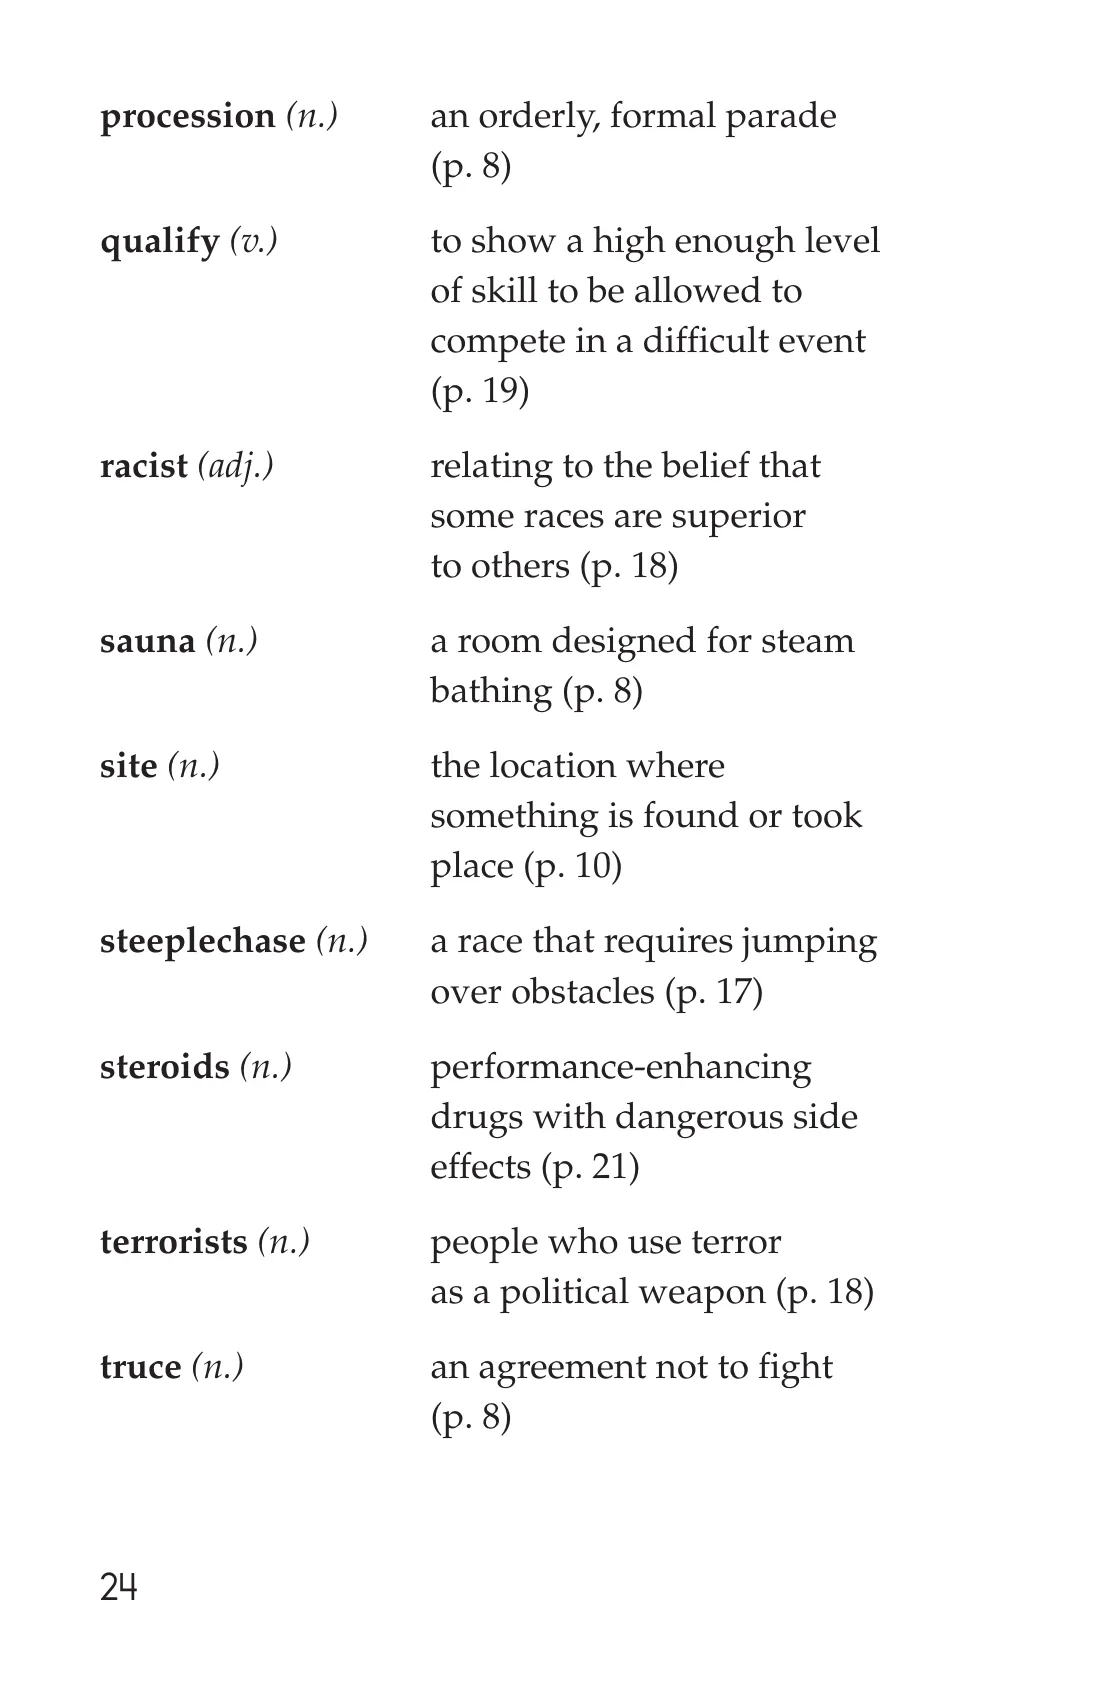 procession (n.) an orderly, formal parade
(p. 8)
qualify (v.) to show a high enough level
of skill to be allowed to
compete in a difficult event
(p. 19)
racist (adj.) relating to the belief that
some races are superior
to others (p. 18)
sauna (n.) a room designed for steam
bathing (p. 8)
site (n.) the location where
something is found or took
place (p. 10)
steeplechase (n.) a race that requires jumping
over obstacles (p. 17)
steroids (n.) performance-enhancing
drugs with dangerous side
effects (p. 21)
terrorists (n.) people who use terror
as a political weapon (p. 18)
truce (n.) an agreement not to fight
(p. 8)
24